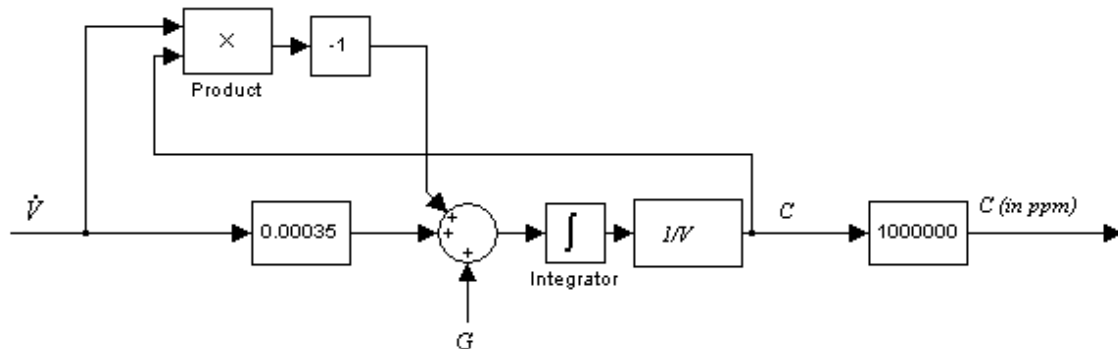 ×
-1
Product
V̇
0.00035
+
+
+
∫
1/V
C
1000000
C (in ppm)
Integrator
G